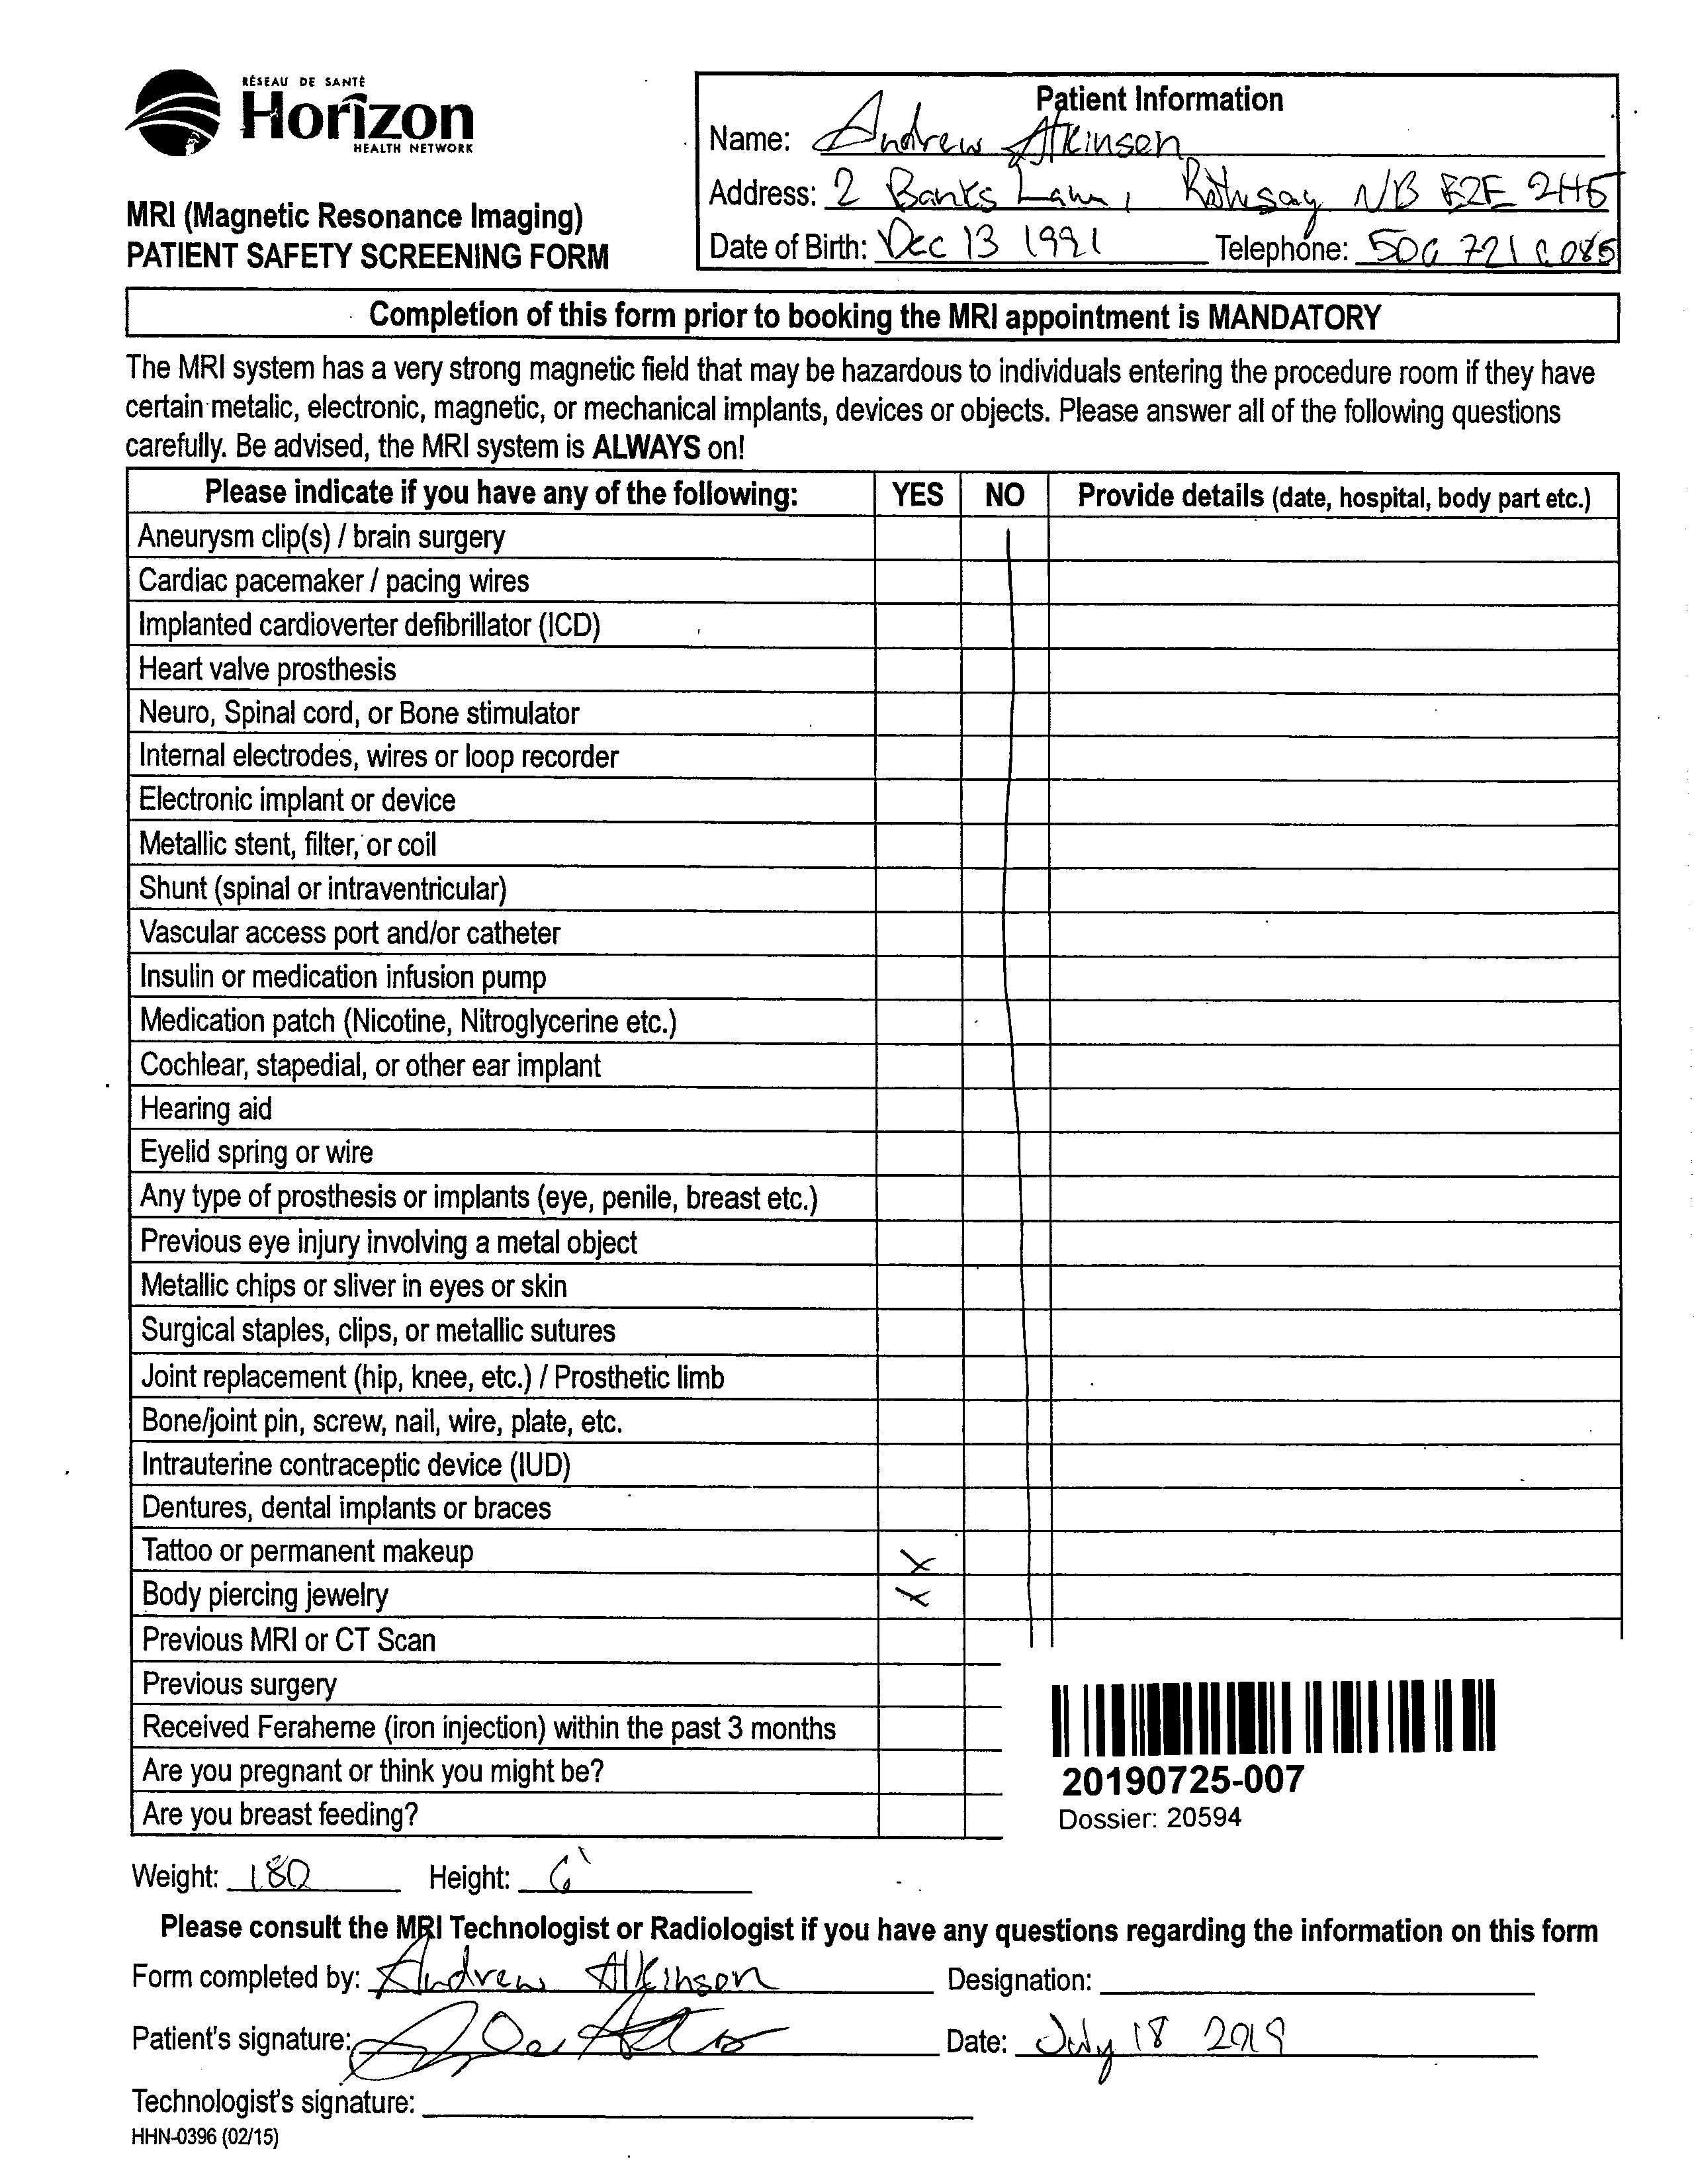 RÉSEAU DE SANTÉ
Horizon
HEALTH NETWORK
MRI (Magnetic Resonance Imaging)
PATIENT SAFETY SCREENING FORM
Patient Information
Name: Andrew Atkinson
Address: 2 Banks Rothesay NB E2E 2H5
Date of Birth: Dec 13 1991 Telephone: 506 721
Completion of this form prior to booking the MRI appointment is MANDATORY
The MRI system has a very strong magnetic field that may be hazardous to individuals entering the procedure room if they have
certain metalic, electronic, magnetic, or mechanical implants, devices or objects. Please answer all of the following questions
carefully. Be advised, the MRI system is ALWAYS on!
Please indicate if you have any of the following: YES NO Provide details (date, hospital, body part etc.)
Aneurysm clip(s) / brain surgery
Cardiac pacemaker / pacing wires
Implanted cardioverter defibrillator (ICD)
Heart valve prosthesis
Neuro, Spinal cord, or Bone stimulator
Internal electrodes, wires or loop recorder
Electronic implant or device
Metallic stent, filter, or coil
Shunt (spinal or intraventricular)
Vascular access port and/or catheter
Insulin or medication infusion pump
Medication patch (Nicotine, Nitroglycerine etc.)
Cochlear, stapedial, or other ear implant
Hearing aid
Eyelid spring or wire
Any type of prosthesis or implants (eye, penile, breast etc.)
Previous eye injury involving a metal object
Metallic chips or sliver in eyes or skin
Surgical staples, clips, or metallic sutures
Joint replacement (hip, knee, etc.) / Prosthetic limb
Bone/joint pin, screw, nail, wire, plate, etc.
Intrauterine contraceptive device (IUD)
Dentures, dental implants or braces
Tattoo or permanent makeup X
Body piercing jewelry X
Previous MRI or CT Scan
Previous surgery
Received Feraheme (iron injection) within the past 3 months
Are you pregnant or think you might be?
Are you breast feeding?
20190725-007
Dossier: 20594
Weight: 180 Height: 6'
Please consult the MRI Technologist or Radiologist if you have any questions regarding the information on this form
Form completed by: Andrew Atkinson Designation:
Patient's signature: Date: July 18 2019
Technologist's signature:
HHN-0396 (02/15)